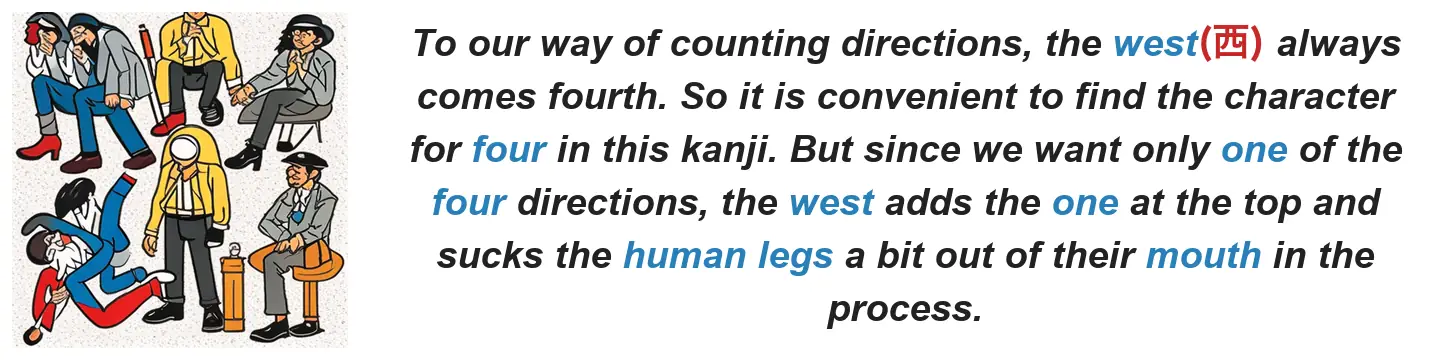 To our way of counting directions, the west(西) always
comes fourth. So it is convenient to find the character
for four in this kanji. But since we want only one of the
four directions, the west adds the one at the top and
sucks the human legs a bit out of their mouth in the
process.